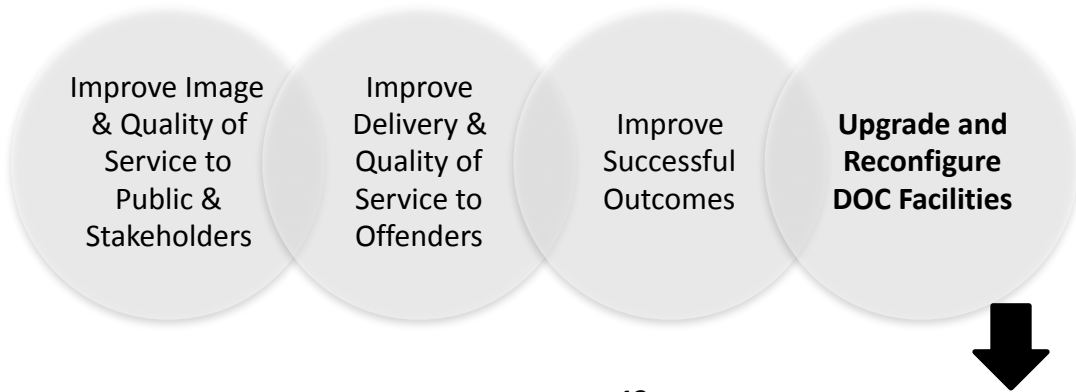 Improve Image
& Quality of
Service to
Public &
Stakeholders
Improve
Delivery &
Quality of
Service to
Offenders
Improve
Successful
Outcomes
Upgrade and
Reconfigure
DOC Facilities